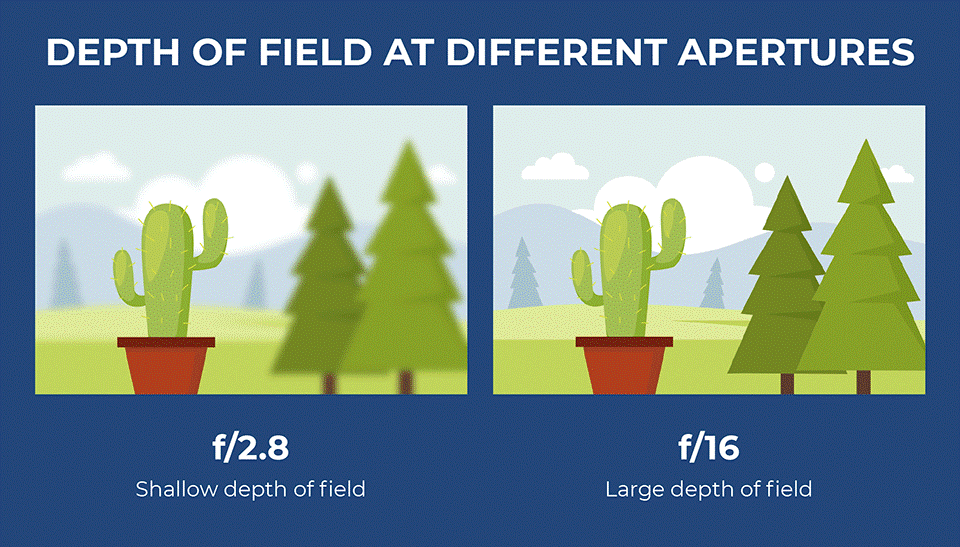 DEPTH OF FIELD AT DIFFERENT APERTURES
f/2.8
Shallow depth of field
f/16
Large depth of field